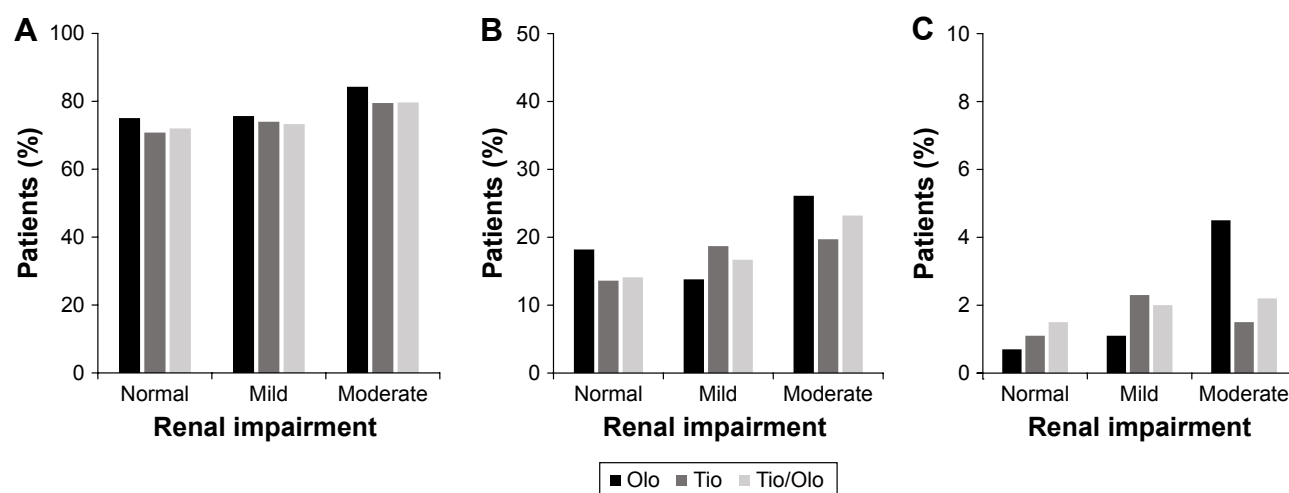 A
Patients (%)
100
80
60
40
20
0
Normal Mild Moderate
Renal impairment
B
Patients (%)
50
40
30
20
10
0
Normal Mild Moderate
Renal impairment
C
Patients (%)
10
8
6
4
2
0
Normal Mild Moderate
Renal impairment
Olo Tio Tio/Olo